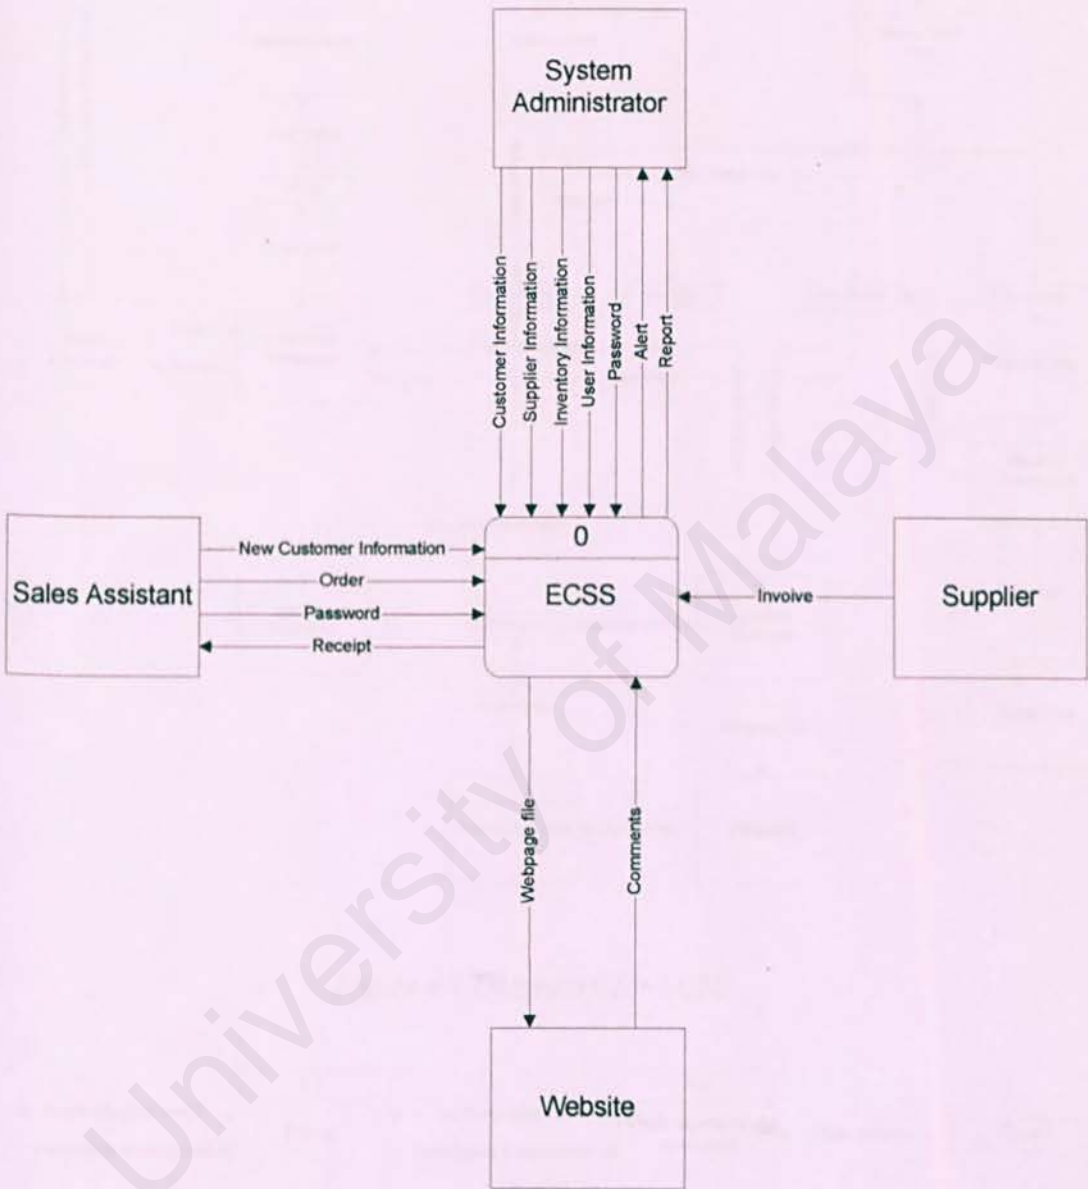 System
Administrator
Customer Information
Supplier Information
Inventory Information
User Information
Password
Alert
Report
0
ECSS
Sales Assistant
New Customer Information
Order
Password
Receipt
Involve
Supplier
Webpage file
Comments
Website
University of Malaya